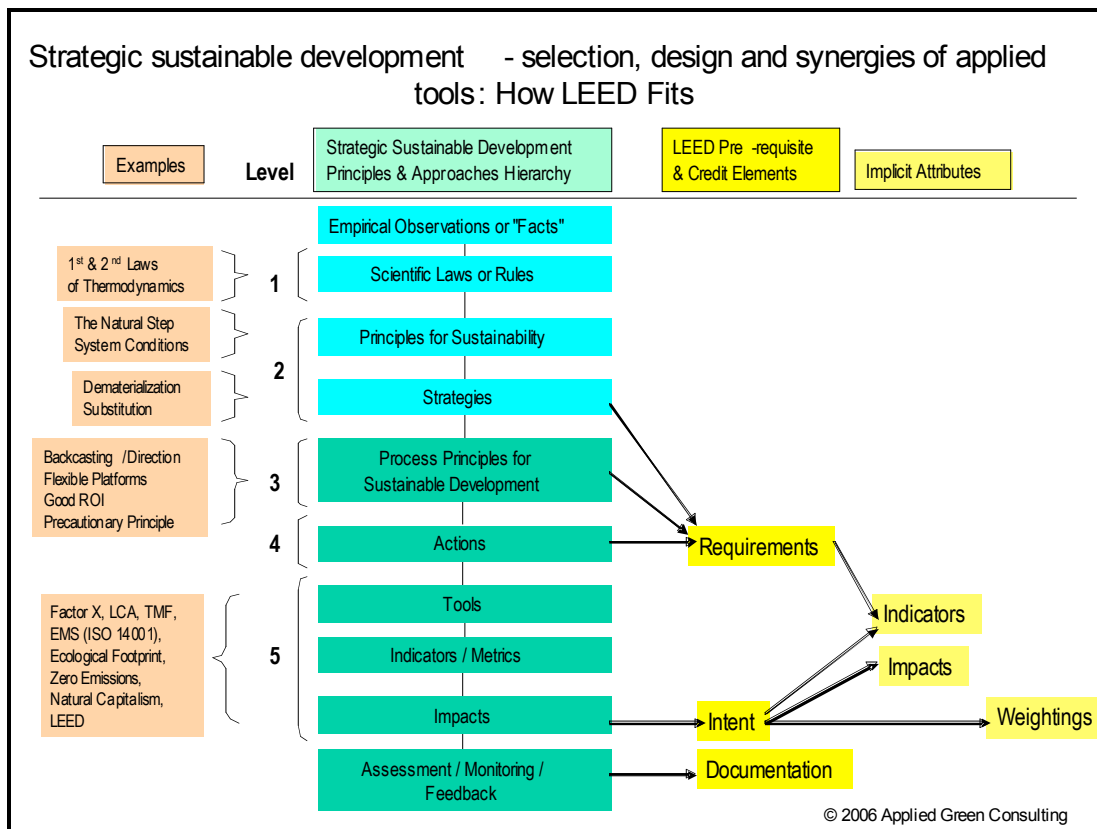 Strategic sustainable development - selection, design and synergies of applied
tools: How LEED Fits
Examples
Level
Strategic Sustainable Development
Principles & Approaches Hierarchy
LEED Pre -requisite
& Credit Elements
Implicit Attributes
Empirical Observations or "Facts"
1st & 2nd Laws
of Thermodynamics
1
Scientific Laws or Rules
The Natural Step
System Conditions
2
Principles for Sustainability
Dematerialization
Substitution
Strategies
Backcasting /Direction
Flexible Platforms
Good ROI
Precautionary Principle
3
Process Principles for
Sustainable Development
4
Actions
Requirements
Factor X, LCA, TMF,
EMS (ISO 14001),
Ecological Footprint,
Zero Emissions,
Natural Capitalism,
LEED
5
Tools
Indicators / Metrics
Impacts
Indicators
Impacts
Intent
Weightings
Assessment / Monitoring /
Feedback
Documentation
© 2006 Applied Green Consulting